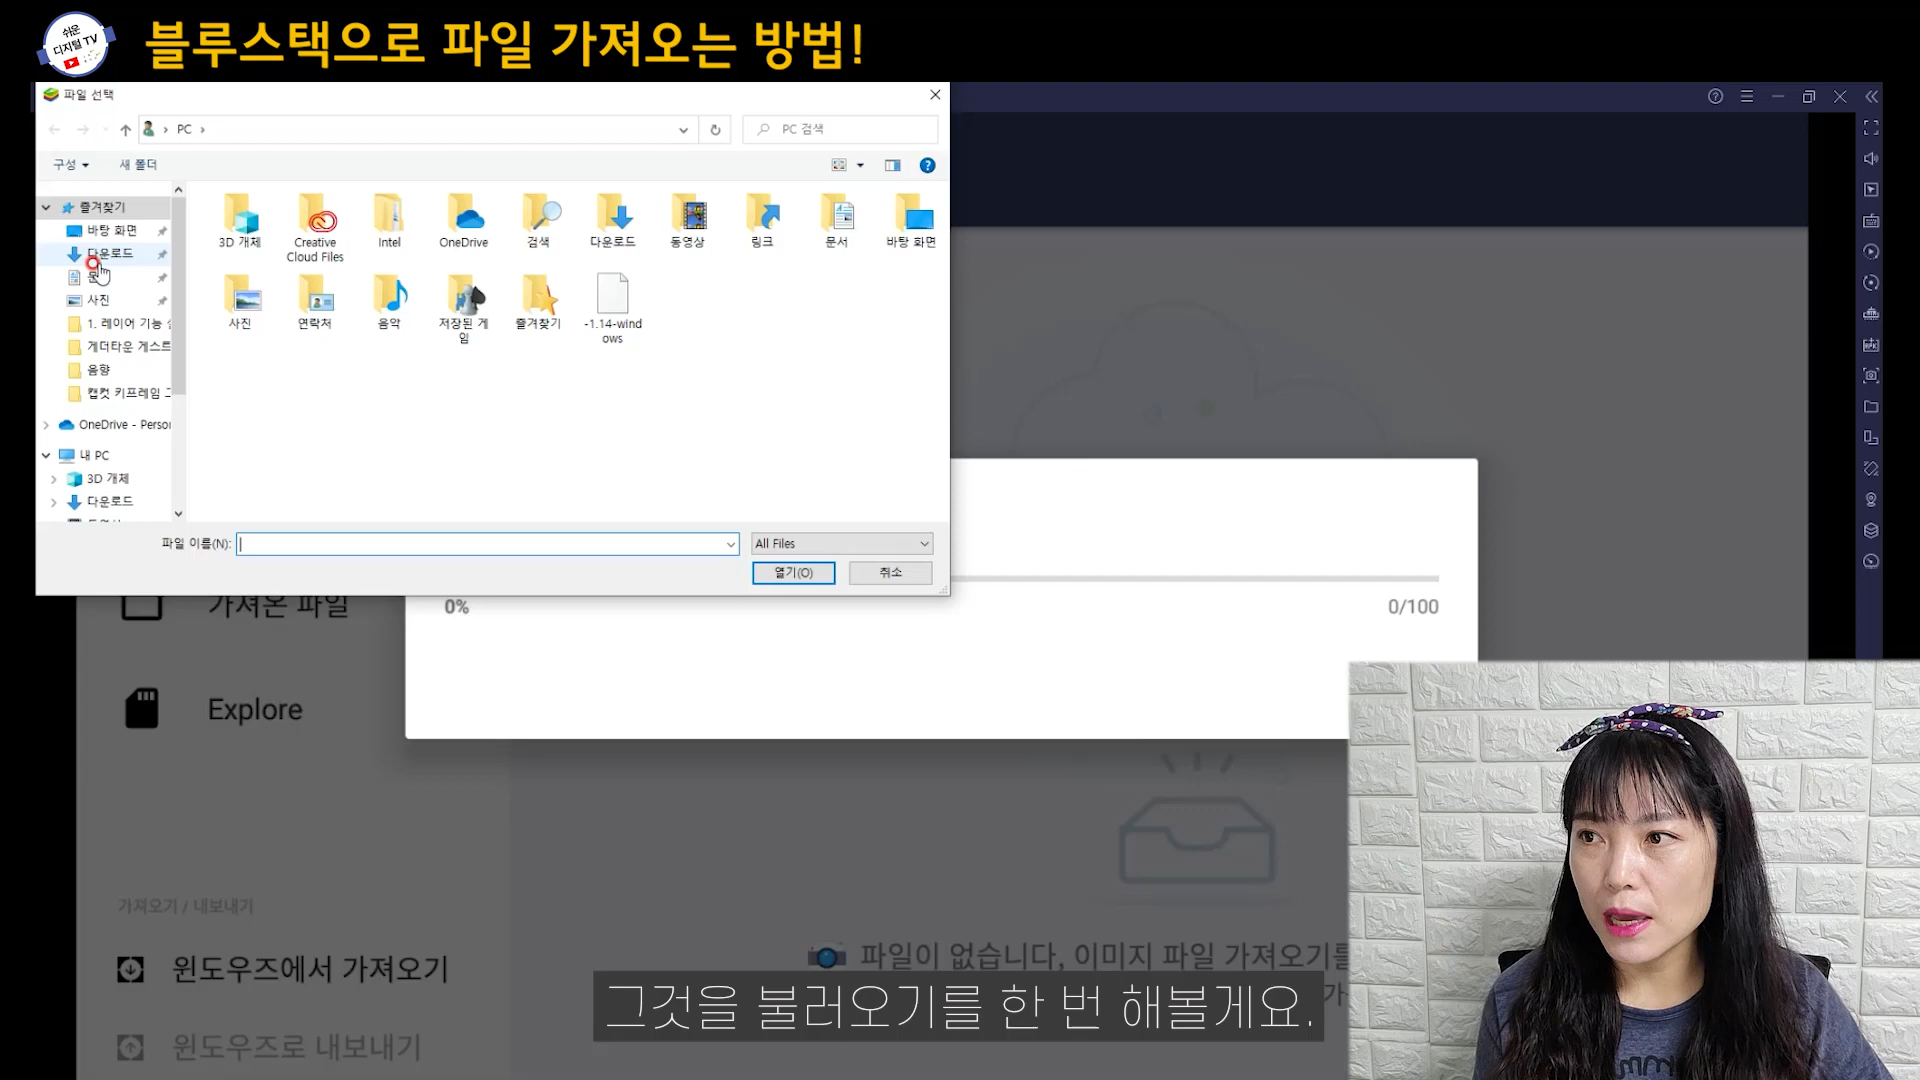 쉬운
디지털 TV
블루스택으로 파일 가져오는 방법!
파일 선택
PC
PC 검색
구성
새 폴더
즐겨찾기
바탕 화면
다운로드
사진
1. 레이어 기능
게더타운 게스트
음향
캡컷 키프레임
OneDrive - Person
내 PC
3D 개체
다운로드
3D 개체
Creative Cloud Files
Intel
OneDrive
검색
다운로드
동영상
링크
문서
바탕 화면
사진
연락처
음악
저장된 게임
즐겨찾기
-1.14-windows
파일 이름(N):
All Files
열기(O)
취소
0%
0/100
가져온 파일
Explore
가져오기 / 내보내기
윈도우즈에서 가져오기
윈도우즈로 내보내기
파일이 없습니다, 이미지 파일 가져오기를
그것을 불러오기를 한 번 해볼게요.